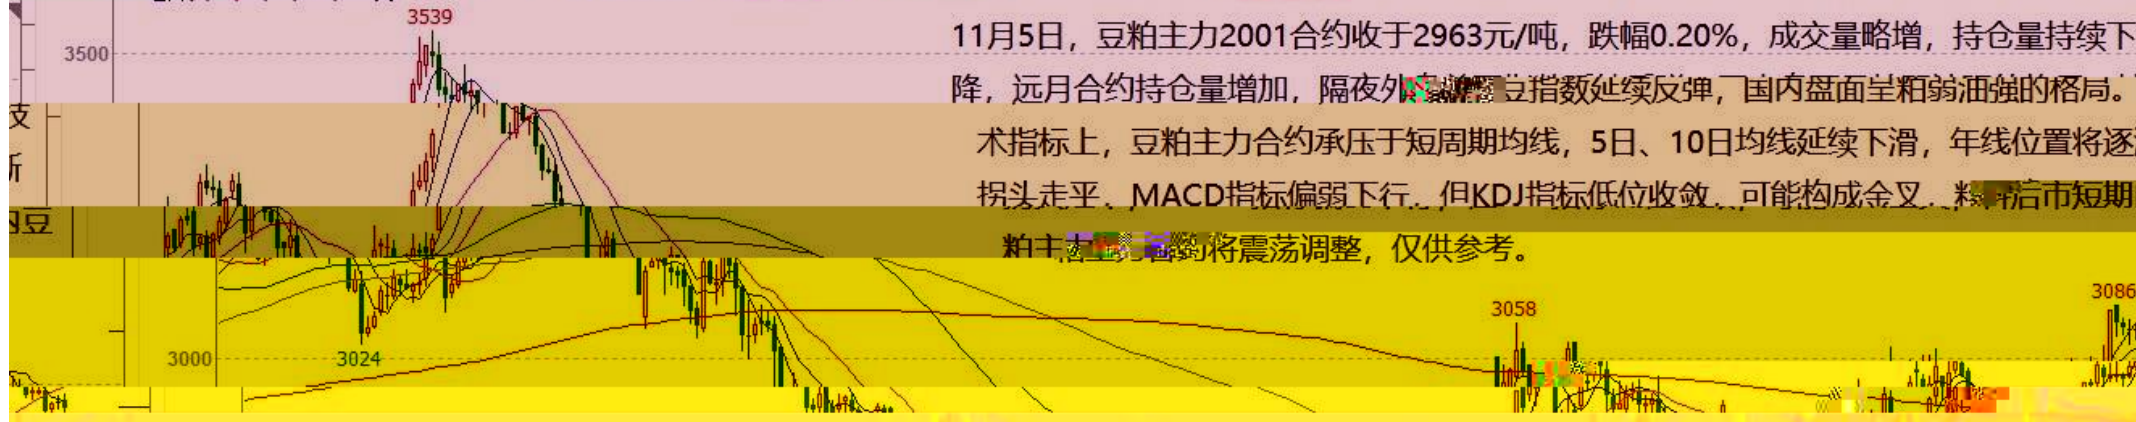 3539
3500
11月5日，豆粕主力2001合约收于2963元/吨，跌幅0.20%，成交量略增，持仓量持续下
降，远月合约持仓量增加，隔夜外 豆指数延续反弹，国内盘面呈粕弱油强的格局。
技
术指标上，豆粕主力合约承压于短周期均线，5日、10日均线延续下滑，年线位置将逐
拐头走平，MACD指标偏弱下行，但KDJ指标低位收敛，可能构成金叉， 后市短期
豆
粕主 将震荡调整，仅供参考。
3086
3058
3000
3024